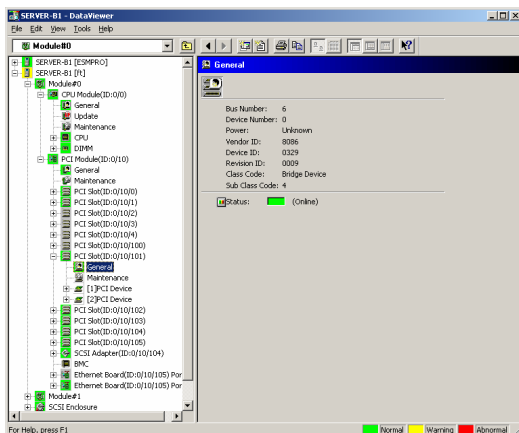 SERVER-B1 - DataViewer
File Edit View Tools Help
Module#0
SERVER-B1 [ESMPRO]
SERVER-B1 [ft]
Module#0
CPU Module(ID:0/0)
General
Update
Maintenance
CPU
DIMM
PCI Module(ID:0/10)
General
Maintenance
PCI Slot(ID:0/10/0)
PCI Slot(ID:0/10/1)
PCI Slot(ID:0/10/2)
PCI Slot(ID:0/10/3)
PCI Slot(ID:0/10/4)
PCI Slot(ID:0/10/100)
PCI Slot(ID:0/10/101)
General
Maintenance
[1]PCI Device
[2]PCI Device
PCI Slot(ID:0/10/102)
PCI Slot(ID:0/10/103)
PCI Slot(ID:0/10/104)
PCI Slot(ID:0/10/105)
SCSI Adapter(ID:0/10/104)
BMC
Ethernet Board(ID:0/10/105) Por
Ethernet Board(ID:0/10/105) Por
Module#1
SCSI Enclosure
General
Bus Number: 6
Device Number: 0
Power: Unknown
Vendor ID: 8086
Device ID: 0329
Revision ID: 0009
Class Code: Bridge Device
Sub Class Code: 4
Status: (Online)
For Help, press F1
Normal Warning Abnormal